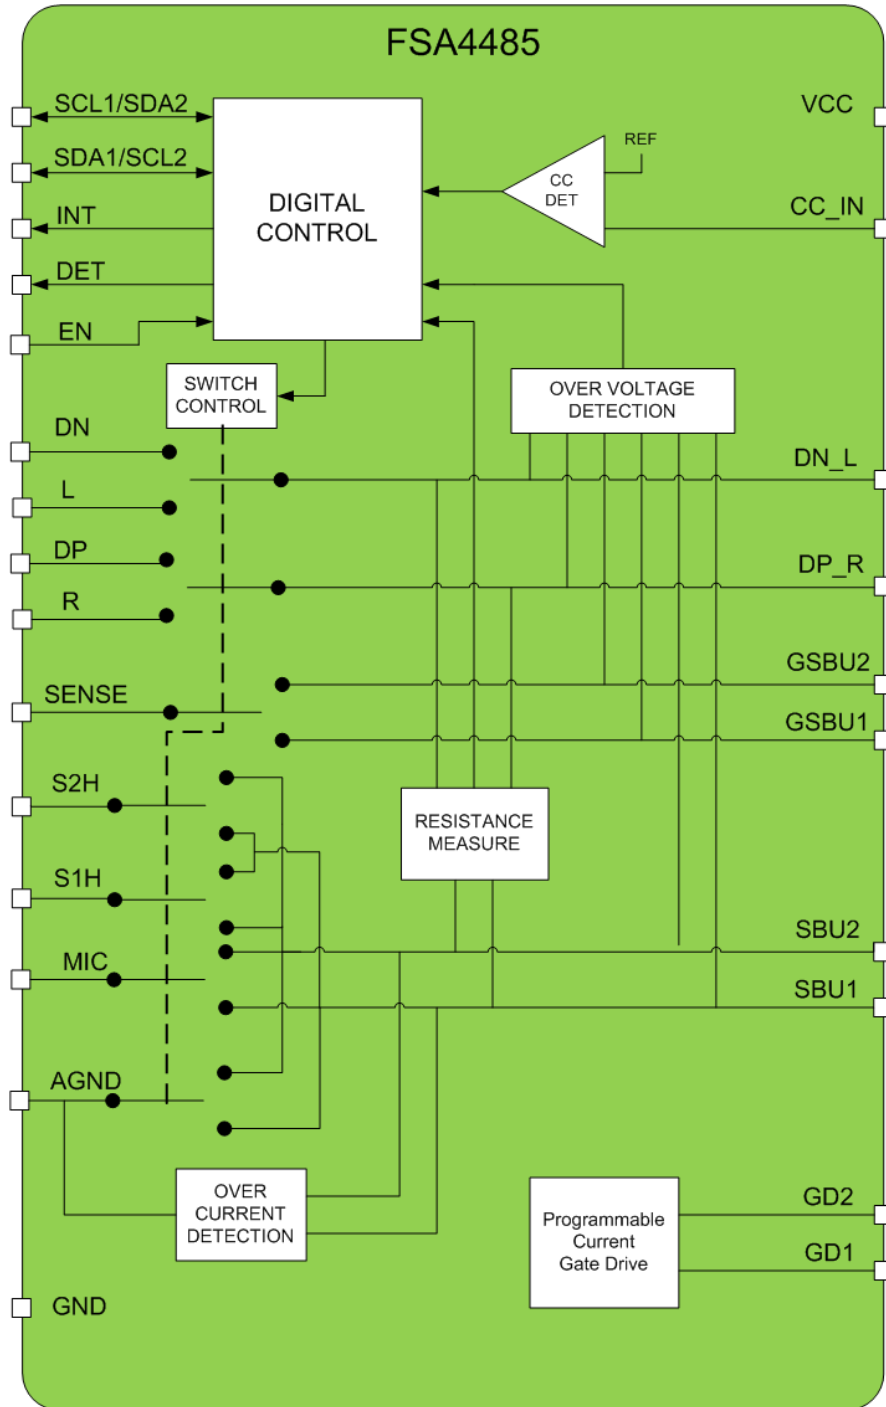 FSA4485
SCL1/SDA2
VCC
SDA1/SCL2
REF
CC
DET
CC_IN
INT
DIGITAL
CONTROL
DET
EN
SWITCH
CONTROL
OVER VOLTAGE
DETECTION
DN
DN_L
L
DP
DP_R
R
GSBU2
SENSE
GSBU1
S2H
RESISTANCE
MEASURE
S1H
SBU2
MIC
SBU1
AGND
OVER
CURRENT
DETECTION
Programmable
Current
Gate Drive
GD2
GD1
GND